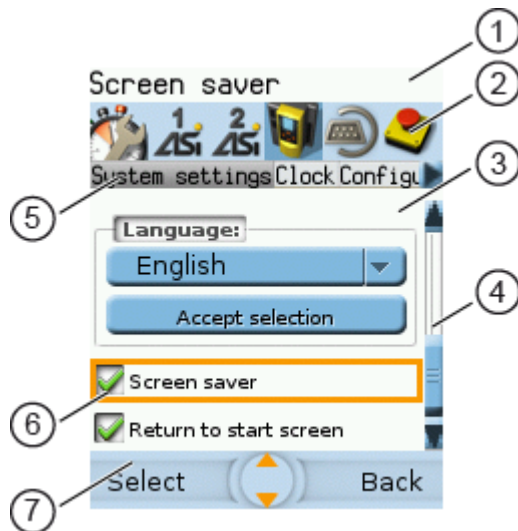 1
Screen saver
1 2
ASi ASi
2
System settings Clock Configu
3
5
Language:
English
4
Accept selection
Screen saver
6
Return to start screen
Select Back
7